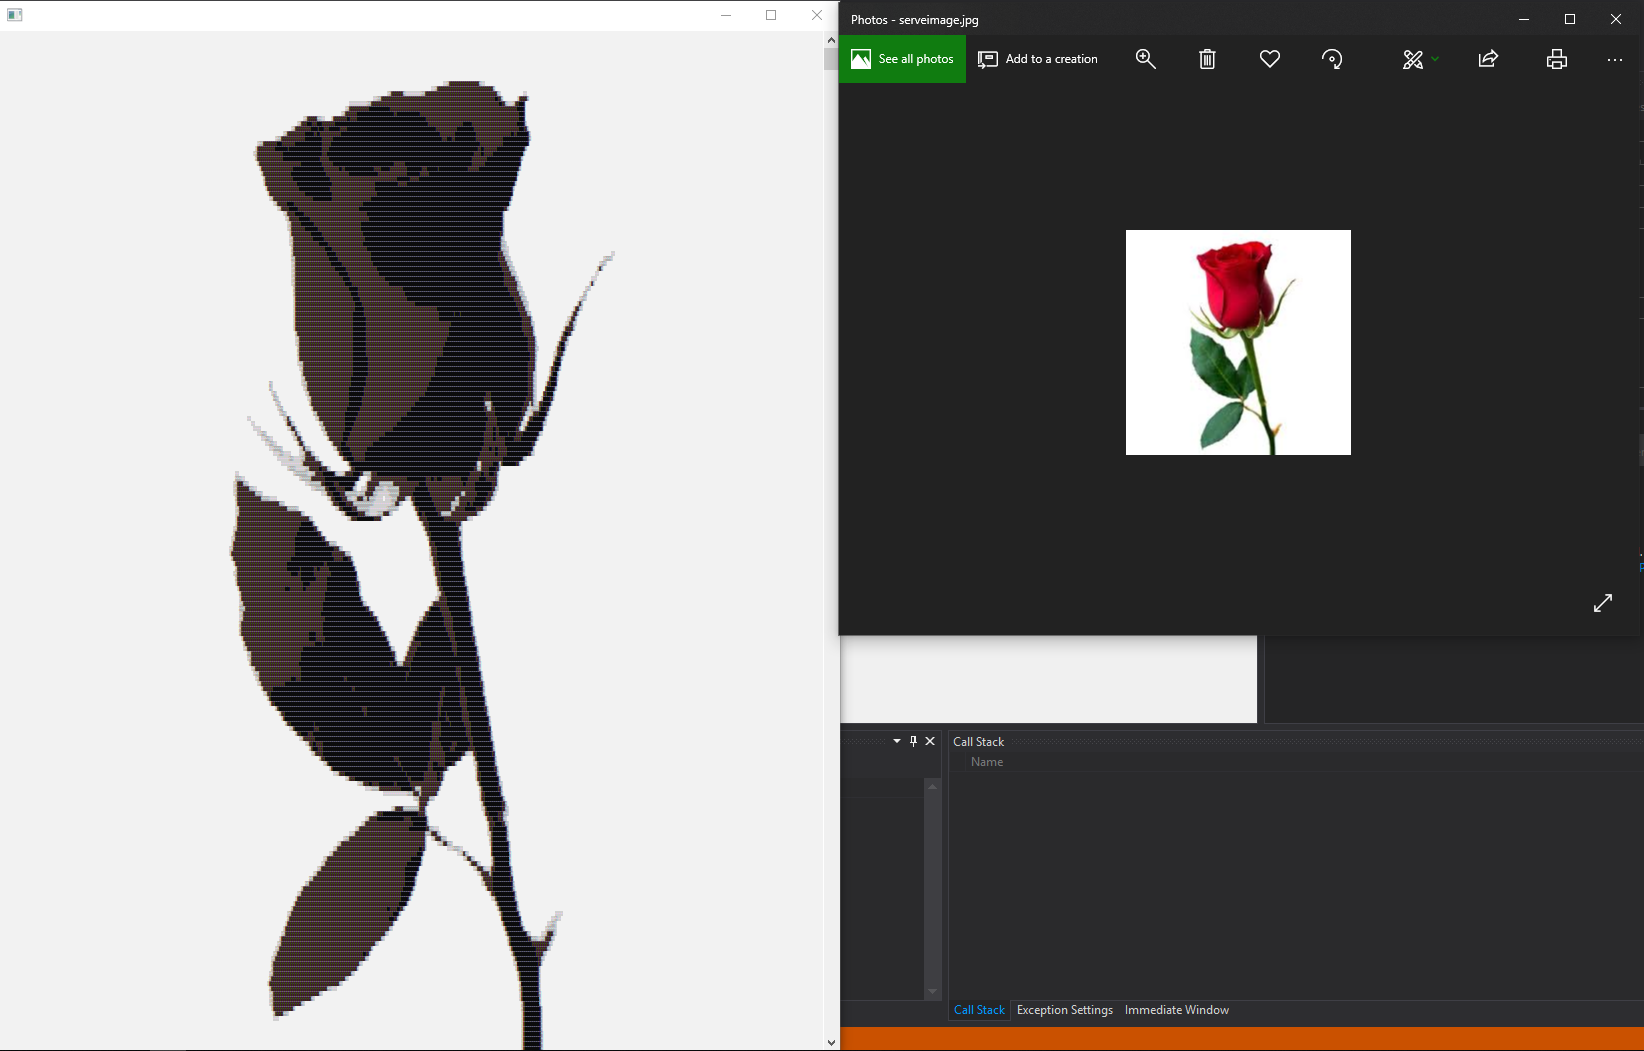 Photos - serveimage.jpg
See all photos
Add to a creation
Call Stack
Name
Call Stack
Exception Settings
Immediate Window